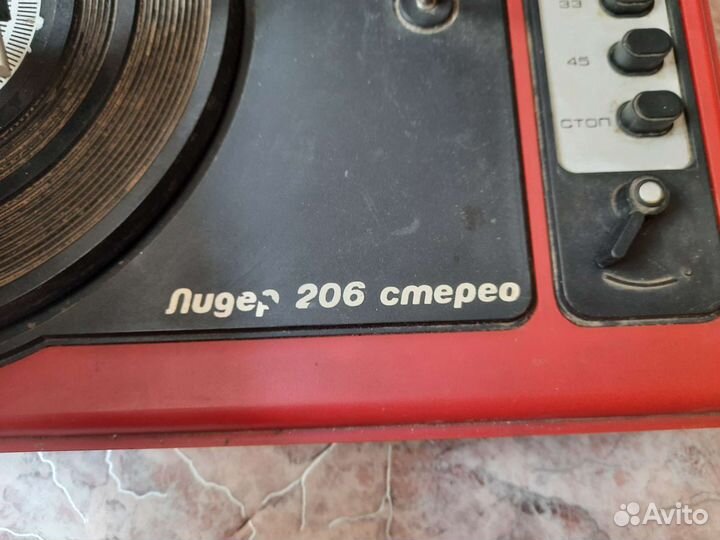 33
45
СТОП
Лидер 206 стерео
Avito